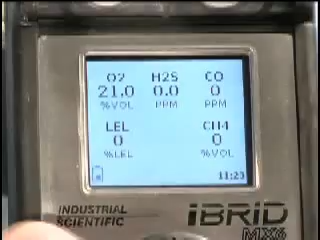 O2 H2S CO
21.0 0.0 0
%VOL PPM PPM
LEL CH4
0 0
%LEL %VOL
11:23
INDUSTRIAL
SCIENTIFIC
iBRID
MX6